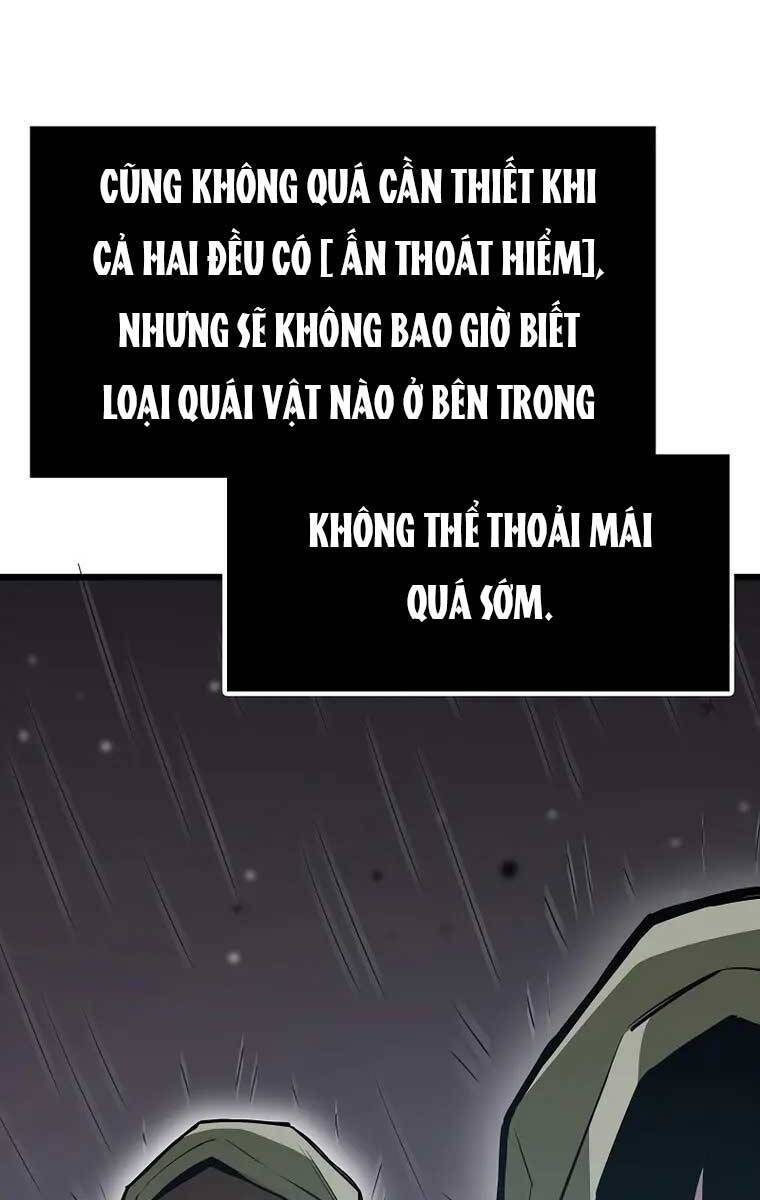 CŨNG KHÔNG QUÁ CẦN THIẾT KHI
CẢ HAI ĐỀU CÓ [ ẤN THOÁT HIỂM],
NHƯNG SẼ KHÔNG BAO GIỜ BIẾT
LOẠI QUÁI VẬT NÀO Ở BÊN TRONG
KHÔNG THỂ THOẢI MÁI
QUÁ SỚM.